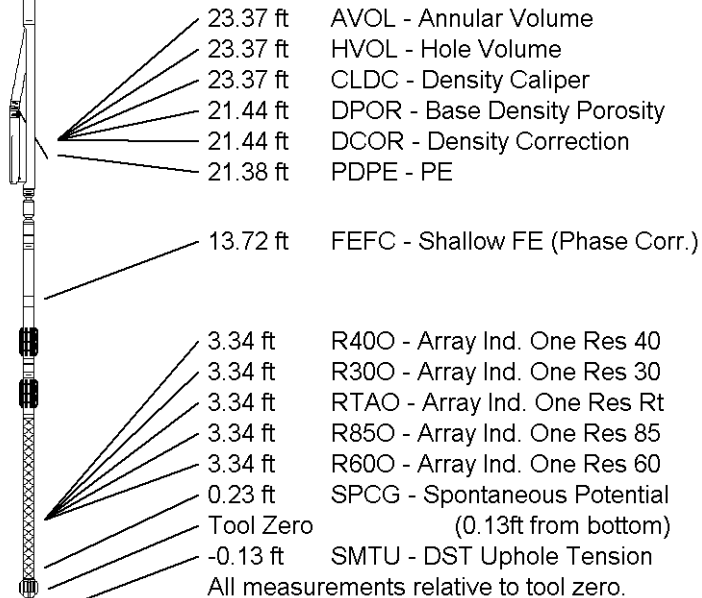 23.37 ft AVOL - Annular Volume
23.37 ft HVOL - Hole Volume
23.37 ft CLDC - Density Caliper
21.44 ft DPOR - Base Density Porosity
21.44 ft DCOR - Density Correction
21.38 ft PDPE - PE
13.72 ft FEFC - Shallow FE (Phase Corr.)
3.34 ft R40O - Array Ind. One Res 40
3.34 ft R30O - Array Ind. One Res 30
3.34 ft RTAO - Array Ind. One Res Rt
3.34 ft R85O - Array Ind. One Res 85
3.34 ft R60O - Array Ind. One Res 60
0.23 ft SPCG - Spontaneous Potential
Tool Zero (0.13ft from bottom)
-0.13 ft SMTU - DST Uphole Tension
All measurements relative to tool zero.